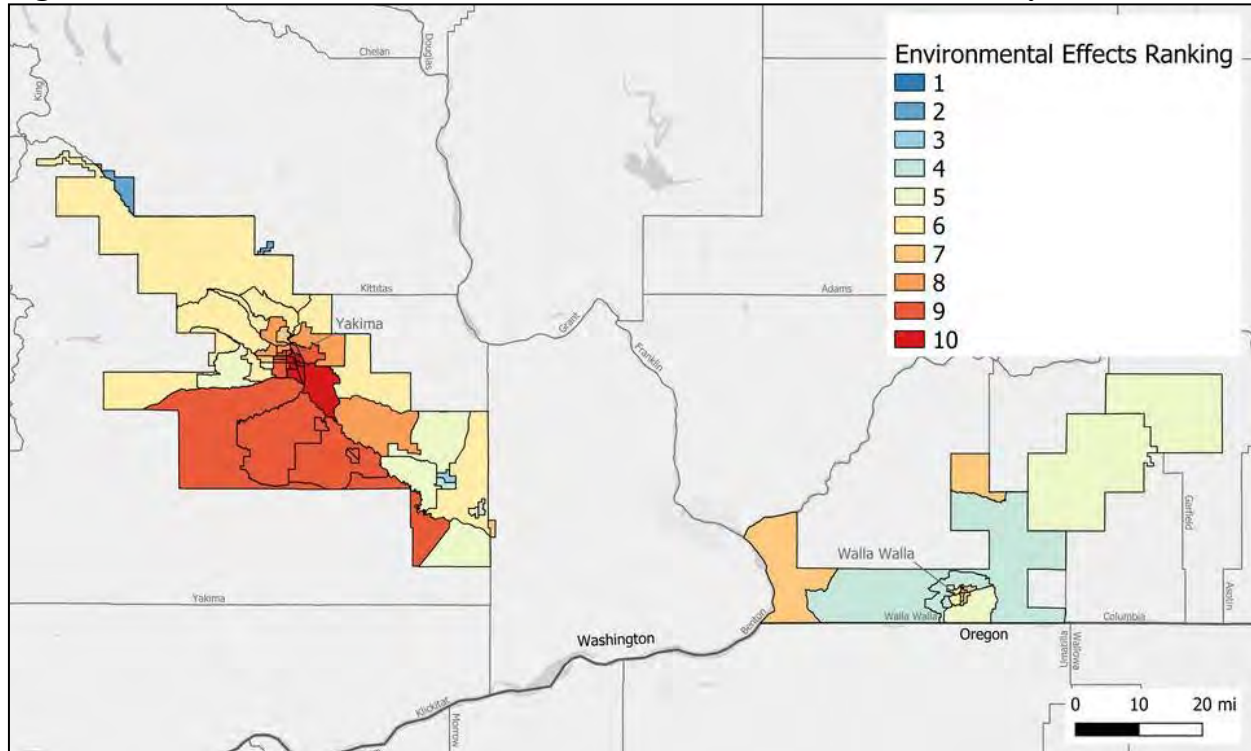 Chelan
Douglas
King
Environmental Effects Ranking
1
2
3
4
5
6
7
8
9
10
Kittitas
Adams
Yakima
Grant
Franklin
Garfield
Asotin
Walla Walla
Yakima
Benton
Walla Walla
Columbia
Washington
Oregon
Umatilla
Wallowa
Klickitat
Morrow
0 10 20 mi